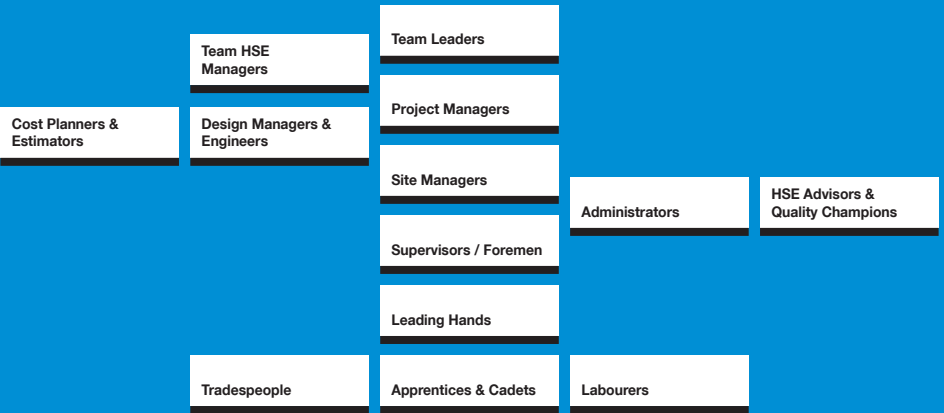 Team Leaders
Team HSE
Managers
Project Managers
Cost Planners &
Estimators
Design Managers &
Engineers
Site Managers
Administrators
HSE Advisors &
Quality Champions
Supervisors / Foremen
Leading Hands
Tradespeople
Apprentices & Cadets
Labourers